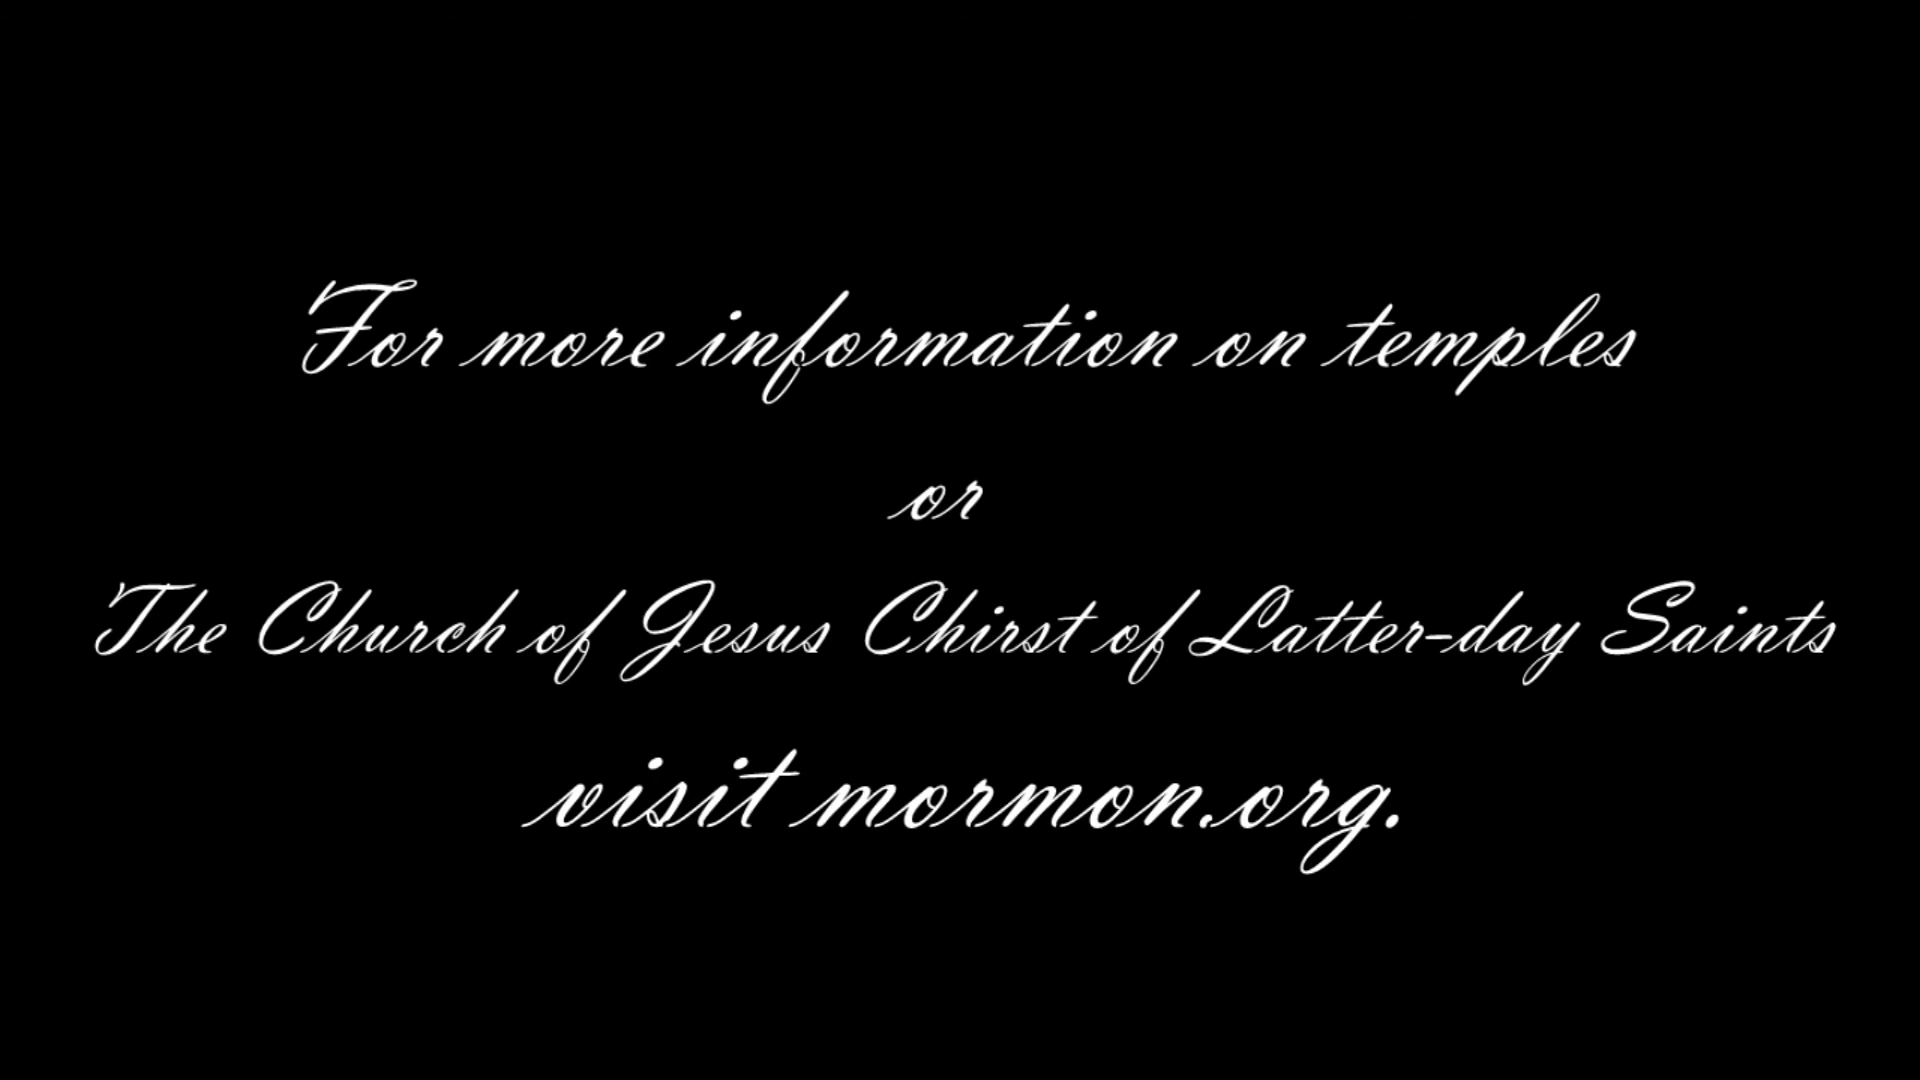 For more information on temples
or
The Church of Jesus Chirst of Latter-day Saints
visit mormon.org.